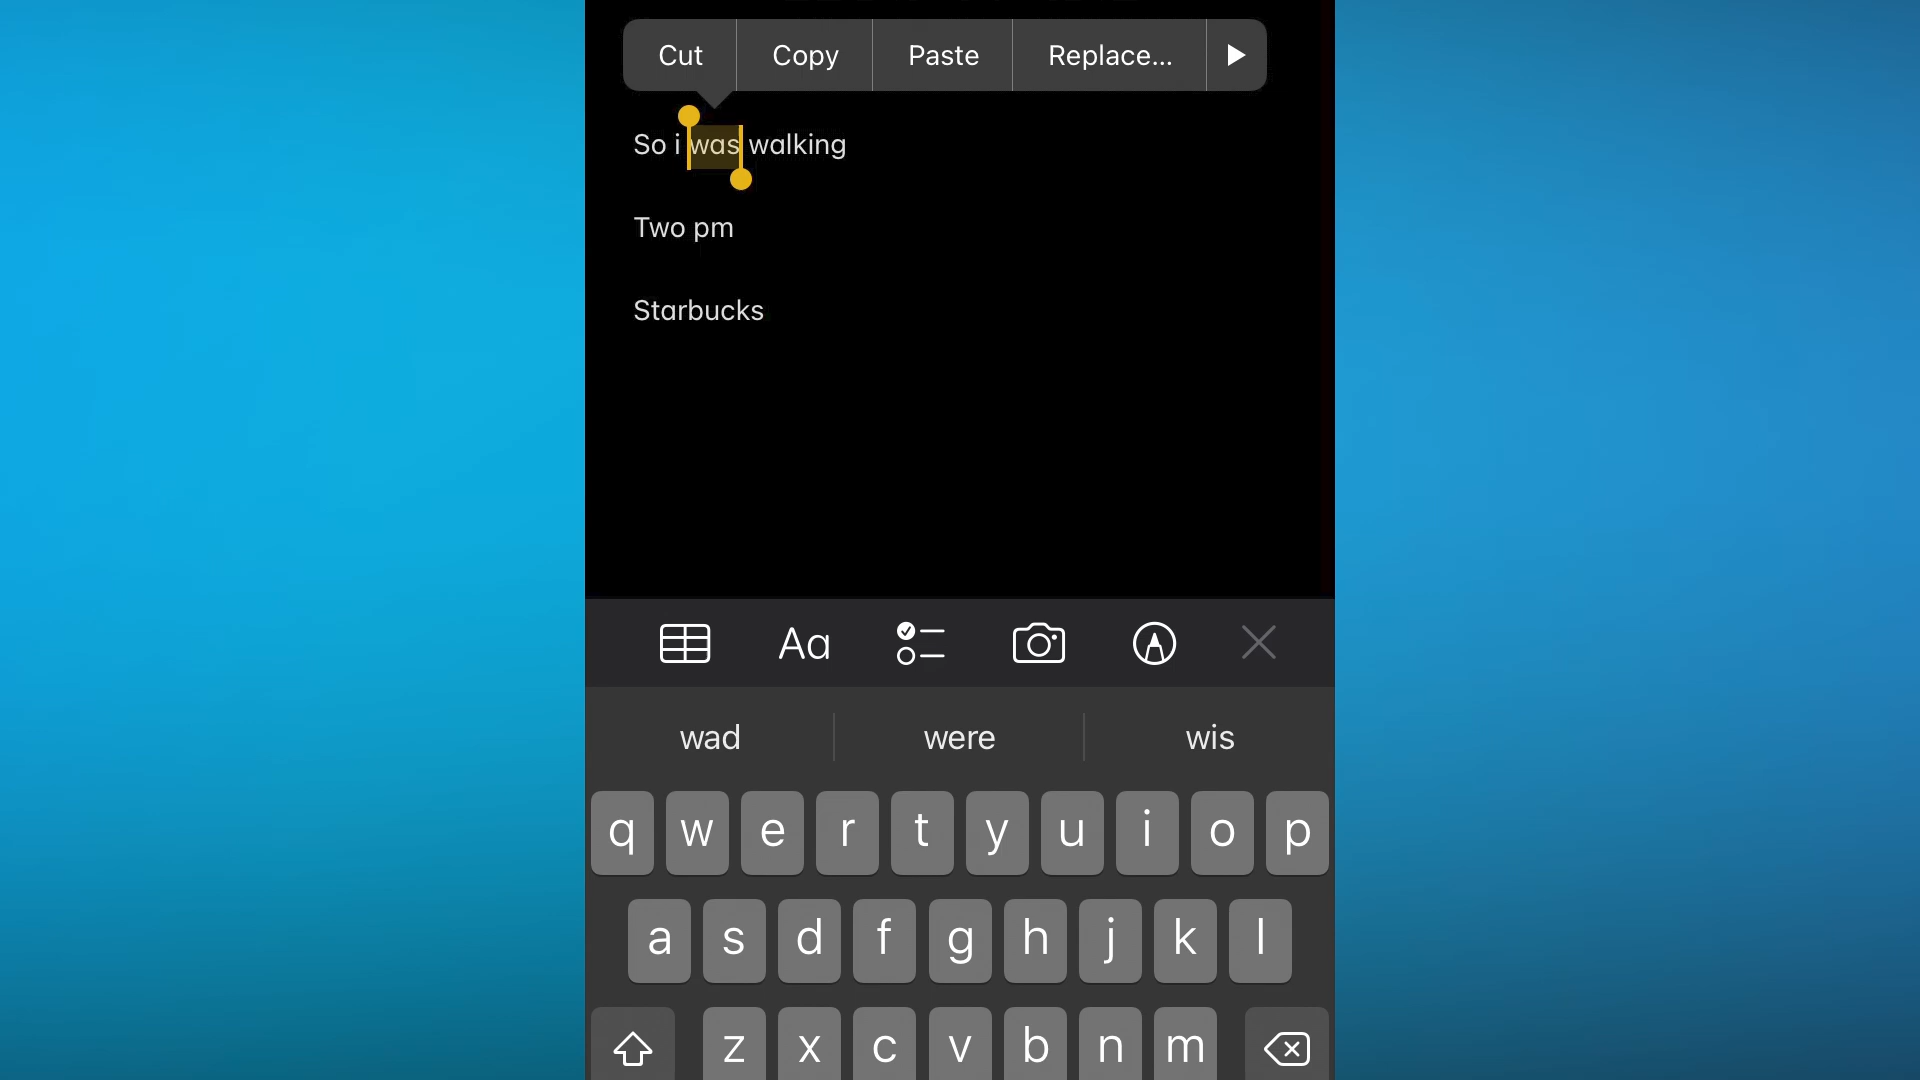 Cut Copy Paste Replace...
So i was walking
Two pm
Starbucks
Aa
wad were wis
q w e r t y u i o p
a s d f g h j k l
z x c v b n m